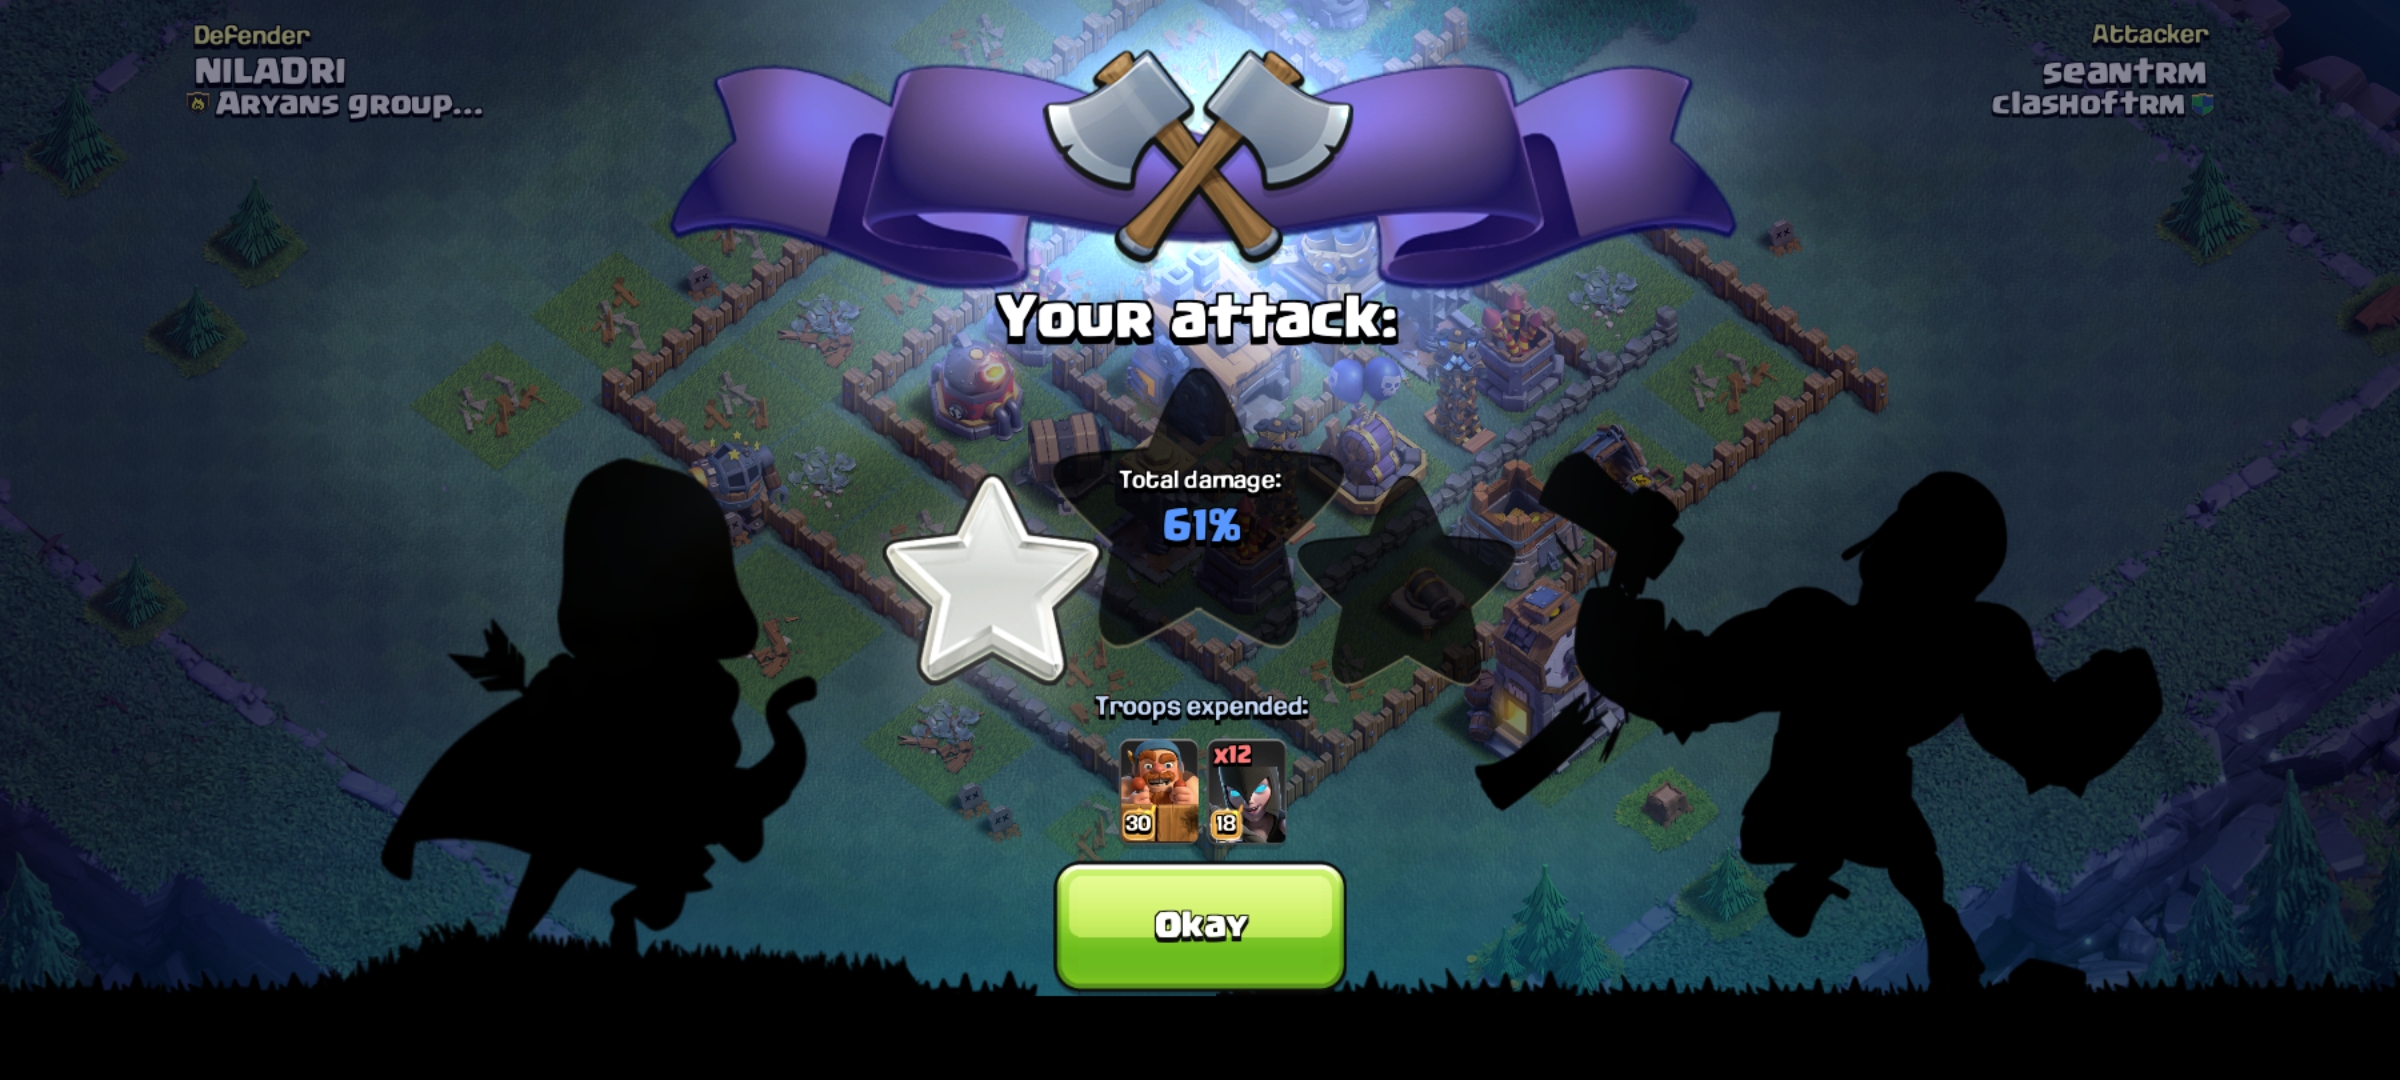 Defender
NILADRI
Aryans group...
Attacker
seantrm
clashoftrm
Your attack:
Total damage:
61%
Troops expended:
x12
30
18
Okay